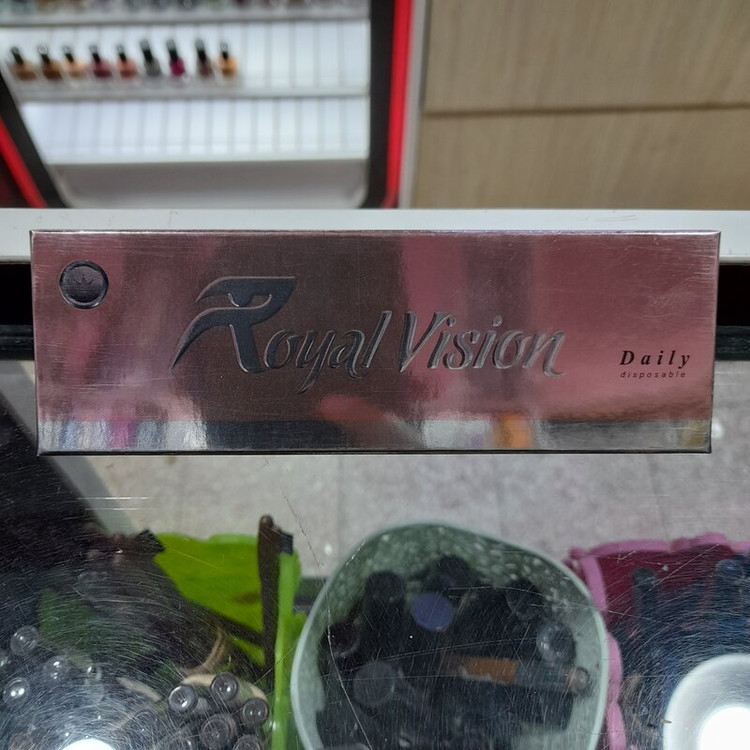 Royal Vision
Daily
disposable